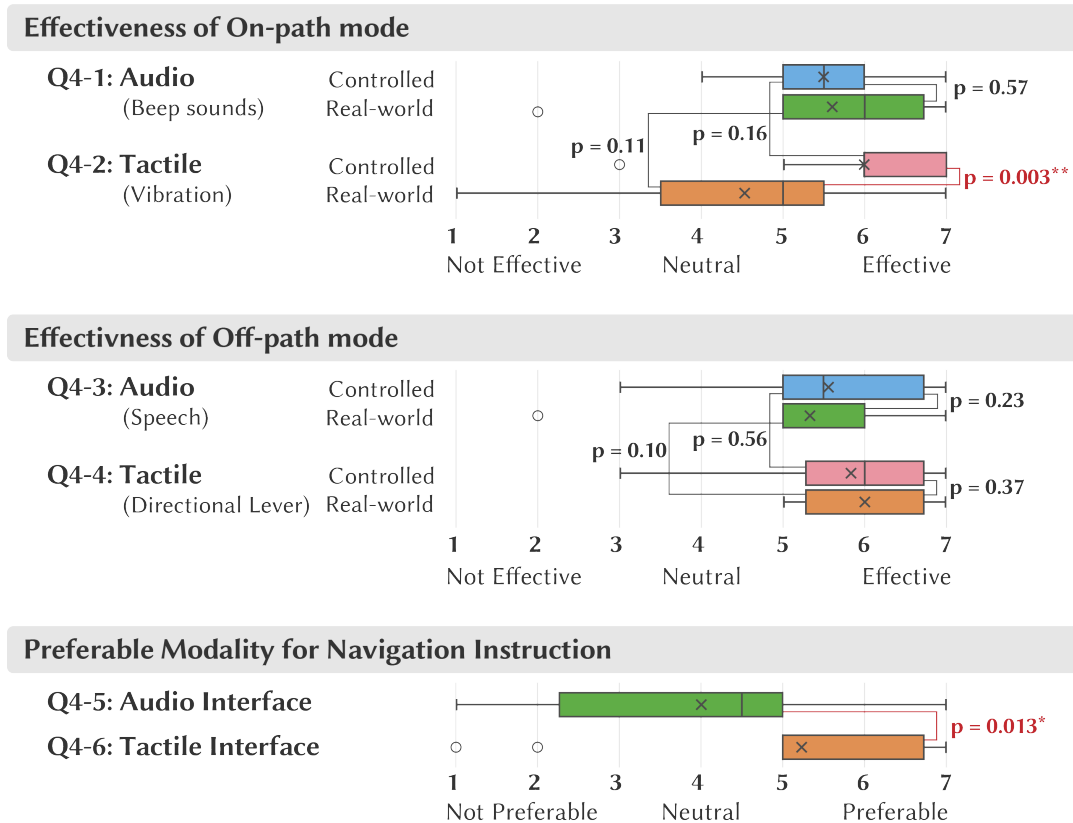 Effectiveness of On-path mode
Q4-1: Audio
(Beep sounds)
Controlled
Real-world
p = 0.57
p = 0.16
p = 0.11
Q4-2: Tactile
(Vibration)
Controlled
Real-world
p = 0.003**
1 2 3 4 5 6 7
Not Effective Neutral Effective
Effectivness of Off-path mode
Q4-3: Audio
(Speech)
Controlled
Real-world
p = 0.23
p = 0.56
p = 0.10
Q4-4: Tactile
(Directional Lever)
Controlled
Real-world
p = 0.37
1 2 3 4 5 6 7
Not Effective Neutral Effective
Preferable Modality for Navigation Instruction
Q4-5: Audio Interface
p = 0.013*
Q4-6: Tactile Interface
1 2 3 4 5 6 7
Not Preferable Neutral Preferable